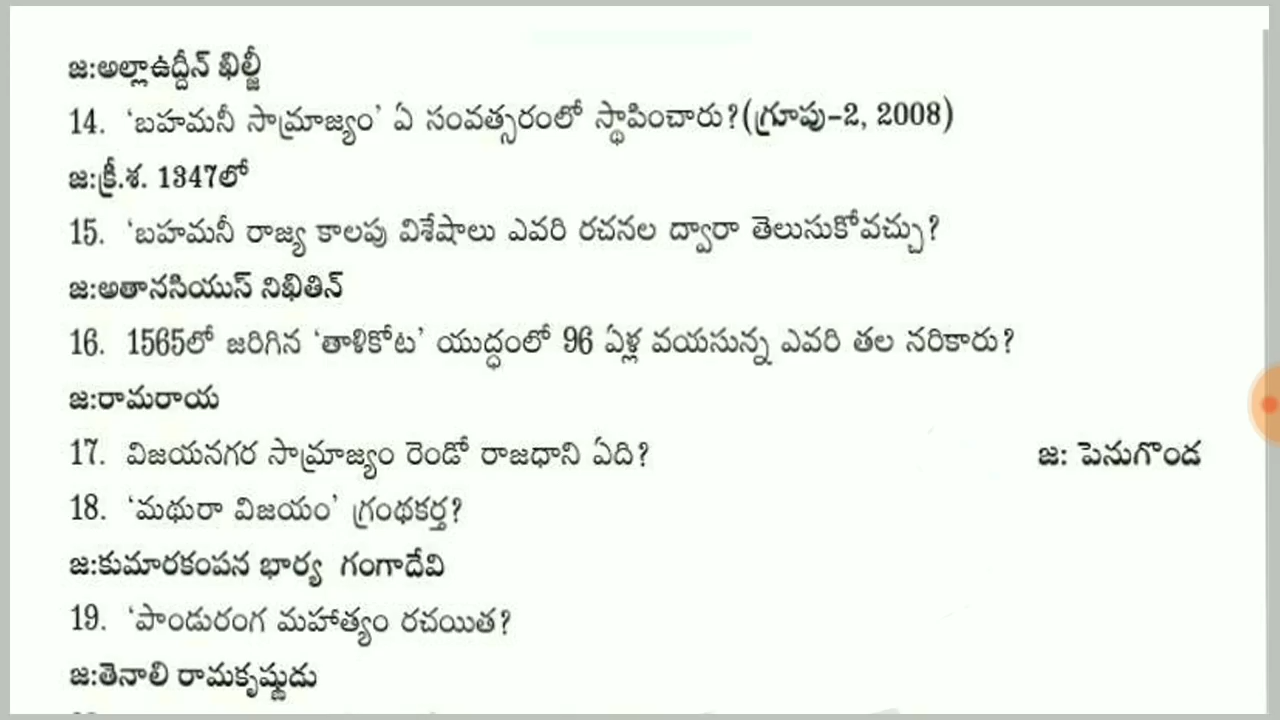 జ:అల్లాఉద్దీన్ ఖిల్జీ
14. ‘బహమనీ సామ్రాజ్యం’ ఏ సంవత్సరంలో స్థాపించారు?(గ్రూపు-2, 2008)
జ:క్రీ.శ. 1347లో
15. ‘బహమనీ రాజ్య కాలపు విశేషాలు ఎవరి రచనల ద్వారా తెలుసుకోవచ్చు?
జ:అతానసియుస్ నిఖితిన్
16. 1565లో జరిగిన ‘తాళికోట’ యుద్ధంలో 96 ఏళ్ల వయసున్న ఎవరి తల నరికారు?
జ:రామరాయ
17. విజయనగర సామ్రాజ్యం రెండో రాజధాని ఏది? జ: పెనుగొండ
18. ‘మథురా విజయం’ గ్రంథకర్త?
జ:కుమారకంపన భార్య గంగాదేవి
19. ‘పాండురంగ మహాత్యం రచయిత?
జ:తెనాలి రామకృష్ణుడు